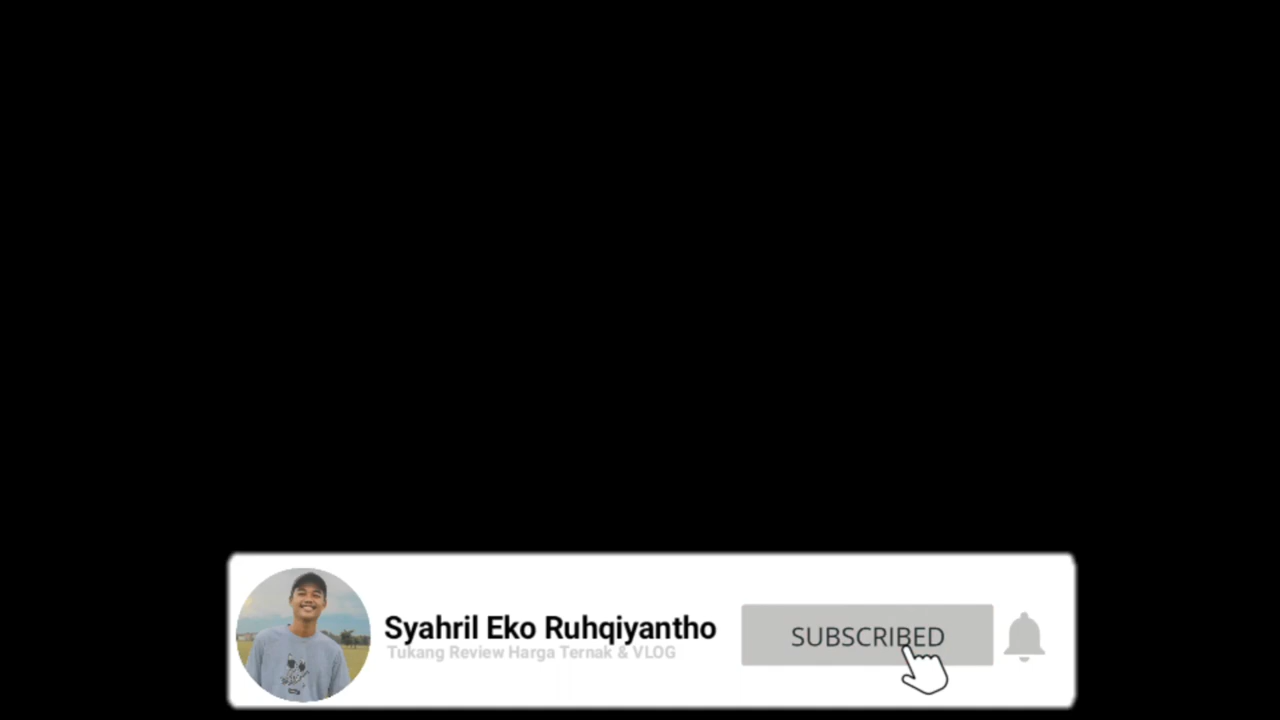 Syahril Eko Ruhqiyantho
Tukang Review Harga Ternak & VLOG
SUBSCRIBED